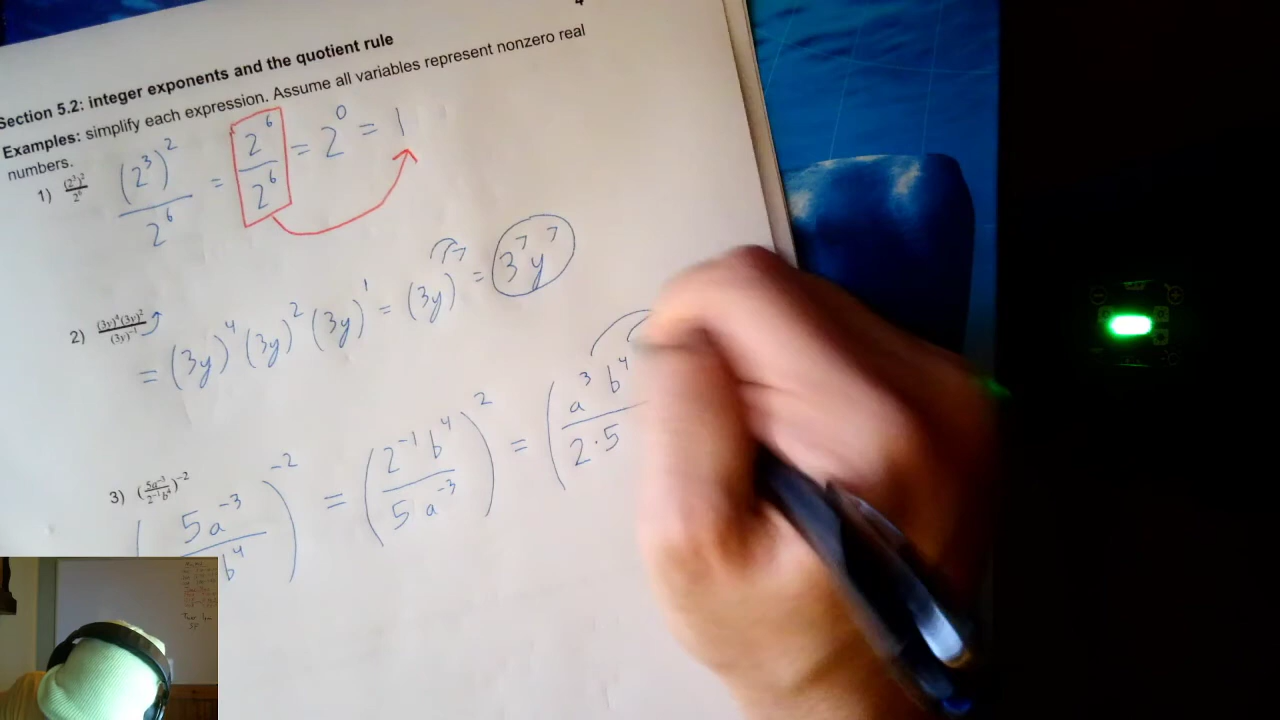 Section 5.2: integer exponents and the quotient rule
Examples: simplify each expression. Assume all variables represent nonzero real
numbers.
1) (2³)²/2⁶ (2³)²/2⁶ = 2⁶/2⁶ = 2⁰ = 1
2) (3y)⁴(3y)²/(3y)⁻¹
= (3y)⁴ (3y)² (3y)¹ = (3y)⁷ = 3⁷y⁷
3) (5a⁻³/2⁻¹b⁴)⁻²
(5a⁻³/b⁴)⁻² = (2⁻¹b⁴/5a⁻³)² = (a³b⁴/2·5